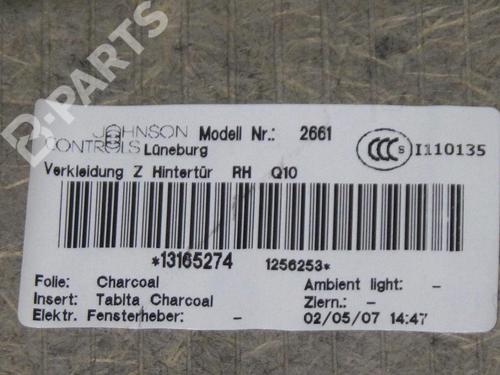 B-PARTS
JOHNSON CONTROLS Lüneburg
Modell Nr.: 2661
CCC S I110135
Verkleidung Z Hintertür RH Q10
*13165274 1256253*
Folie: Charcoal Ambient light: -
Insert: Tabita Charcoal Ziern.: -
Elektr. Fensterheber: - 02/05/07 14:47